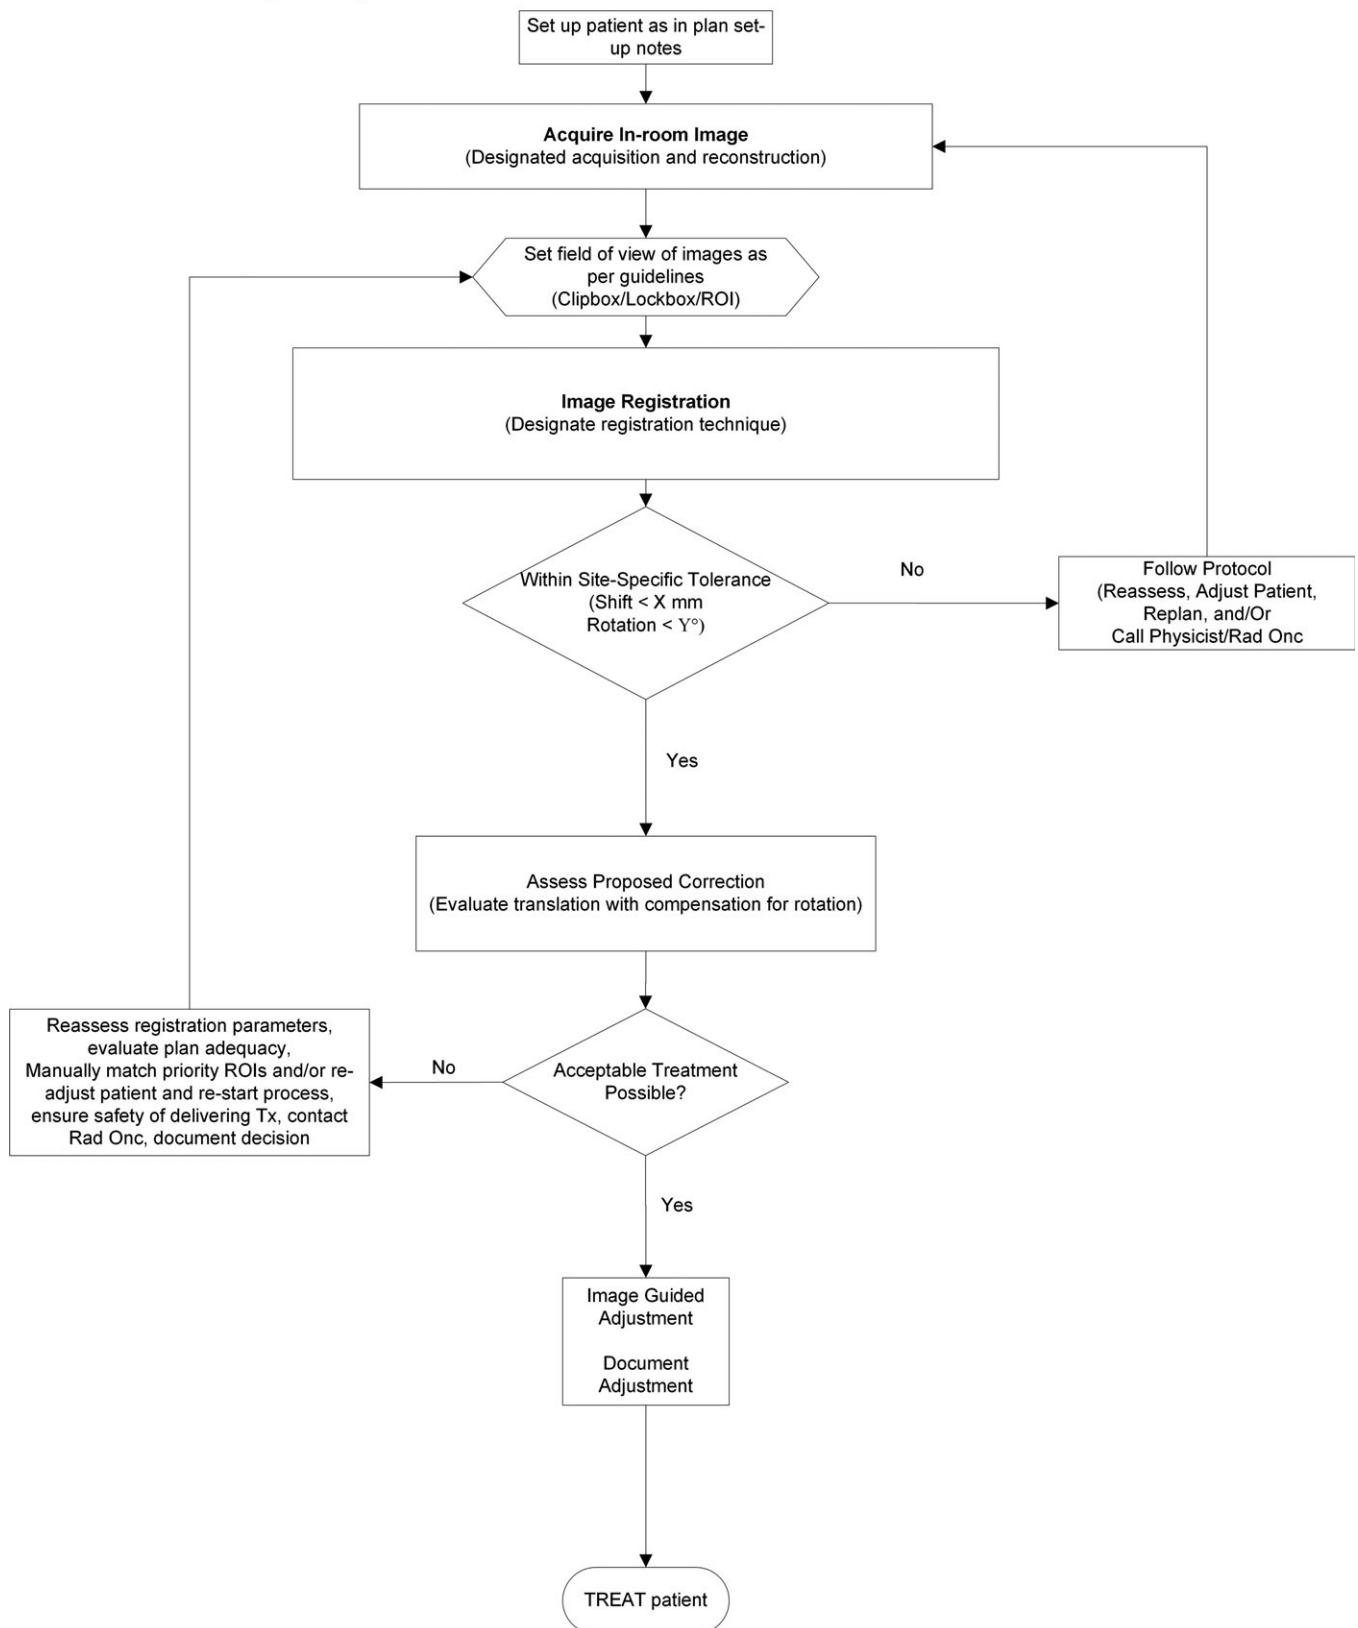 Set up patient as in plan set-
up notes
Acquire In-room Image
(Designated acquisition and reconstruction)
Set field of view of images as
per guidelines
(Clipbox/Lockbox/ROI)
Image Registration
(Designate registration technique)
Within Site-Specific Tolerance
(Shift < X mm
Rotation < Y°)
No
Follow Protocol
(Reassess, Adjust Patient,
Replan, and/Or
Call Physicist/Rad Onc
Yes
Assess Proposed Correction
(Evaluate translation with compensation for rotation)
Acceptable Treatment
Possible?
No
Reassess registration parameters,
evaluate plan adequacy,
Manually match priority ROIs and/or re-
adjust patient and re-start process,
ensure safety of delivering Tx, contact
Rad Onc, document decision
Yes
Image Guided
Adjustment
Document
Adjustment
TREAT patient